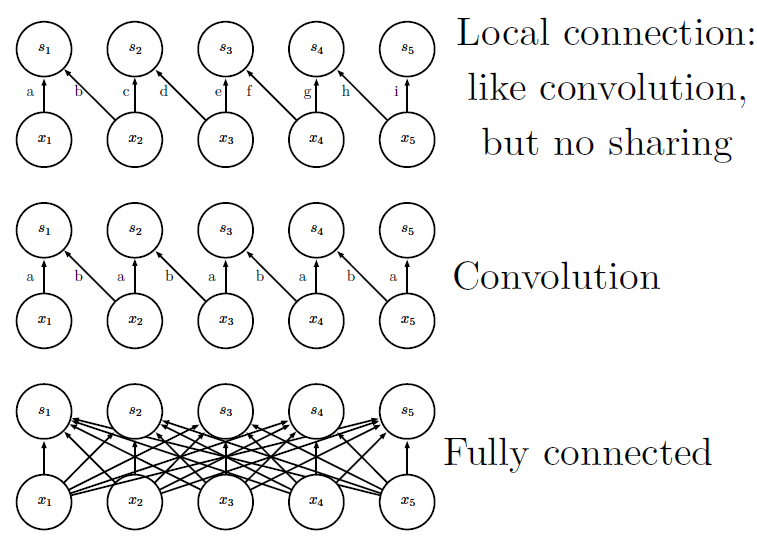 s₁ s₂ s₃ s₄ s₅
a b c d e f g h i
x₁ x₂ x₃ x₄ x₅
Local connection:
like convolution,
but no sharing
s₁ s₂ s₃ s₄ s₅
a b a b a b a b a
x₁ x₂ x₃ x₄ x₅
Convolution
s₁ s₂ s₃ s₄ s₅
x₁ x₂ x₃ x₄ x₅
Fully connected